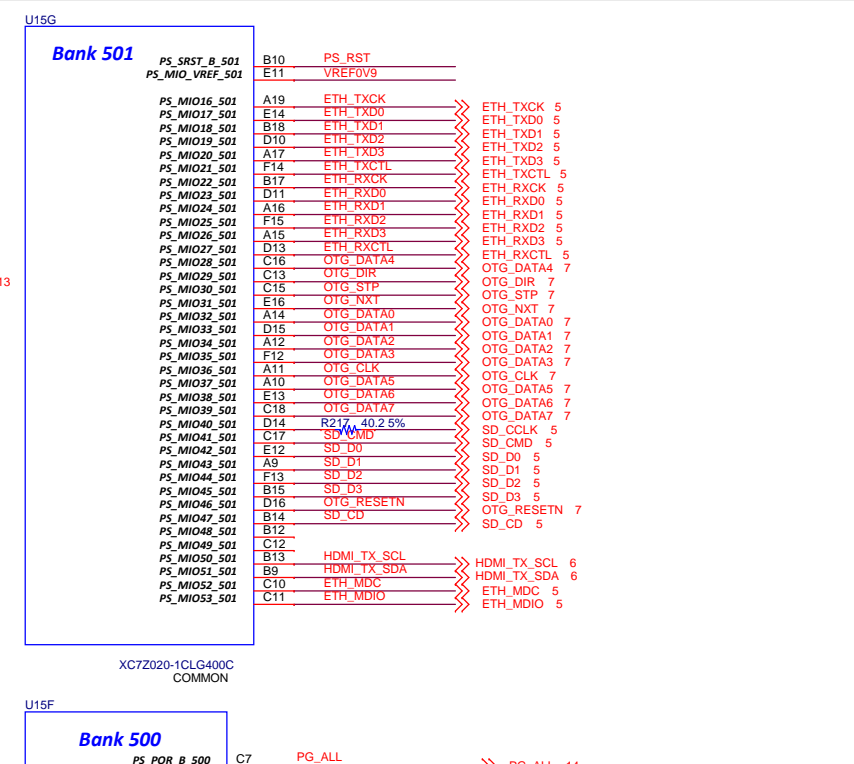 U15G
Bank 501
PS_SRST_B_501 B10 PS_RST
PS_MIO_VREF_501 E11 VREF0V9
PS_MIO16_501 A19 ETH_TXCK ETH_TXCK 5
PS_MIO17_501 E14 ETH_TXD0 ETH_TXD0 5
PS_MIO18_501 B18 ETH_TXD1 ETH_TXD1 5
PS_MIO19_501 D10 ETH_TXD2 ETH_TXD2 5
PS_MIO20_501 A17 ETH_TXD3 ETH_TXD3 5
PS_MIO21_501 F14 ETH_TXCTL ETH_TXCTL 5
PS_MIO22_501 B17 ETH_RXCK ETH_RXCK 5
PS_MIO23_501 D11 ETH_RXD0 ETH_RXD0 5
PS_MIO24_501 A16 ETH_RXD1 ETH_RXD1 5
PS_MIO25_501 F15 ETH_RXD2 ETH_RXD2 5
PS_MIO26_501 A15 ETH_RXD3 ETH_RXD3 5
PS_MIO27_501 D13 ETH_RXCTL ETH_RXCTL 5
PS_MIO28_501 C16 OTG_DATA4 OTG_DATA4 7
13 PS_MIO29_501 C13 OTG_DIR OTG_DIR 7
PS_MIO30_501 C15 OTG_STP OTG_STP 7
PS_MIO31_501 E16 OTG_NXT OTG_NXT 7
PS_MIO32_501 A14 OTG_DATA0 OTG_DATA0 7
PS_MIO33_501 D15 OTG_DATA1 OTG_DATA1 7
PS_MIO34_501 A12 OTG_DATA2 OTG_DATA2 7
PS_MIO35_501 F12 OTG_DATA3 OTG_DATA3 7
PS_MIO36_501 A11 OTG_CLK OTG_CLK 7
PS_MIO37_501 A10 OTG_DATA5 OTG_DATA5 7
PS_MIO38_501 E13 OTG_DATA6 OTG_DATA6 7
PS_MIO39_501 C18 OTG_DATA7 OTG_DATA7 7
PS_MIO40_501 D14 R217 40.2 5% SD_CCLK 5
PS_MIO41_501 C17 SD_CMD SD_CMD 5
PS_MIO42_501 E12 SD_D0 SD_D0 5
PS_MIO43_501 A9 SD_D1 SD_D1 5
PS_MIO44_501 F13 SD_D2 SD_D2 5
PS_MIO45_501 B15 SD_D3 SD_D3 5
PS_MIO46_501 D16 OTG_RESETN OTG_RESETN 7
PS_MIO47_501 B14 SD_CD SD_CD 5
PS_MIO48_501 B12
PS_MIO49_501 C12
PS_MIO50_501 B13 HDMI_TX_SCL HDMI_TX_SCL 6
PS_MIO51_501 B9 HDMI_TX_SDA HDMI_TX_SDA 6
PS_MIO52_501 C10 ETH_MDC ETH_MDC 5
PS_MIO53_501 C11 ETH_MDIO ETH_MDIO 5
XC7Z020-1CLG400C
COMMON
U15F
Bank 500
PS_POR_B_500 C7 PG_ALL PG_ALL 14